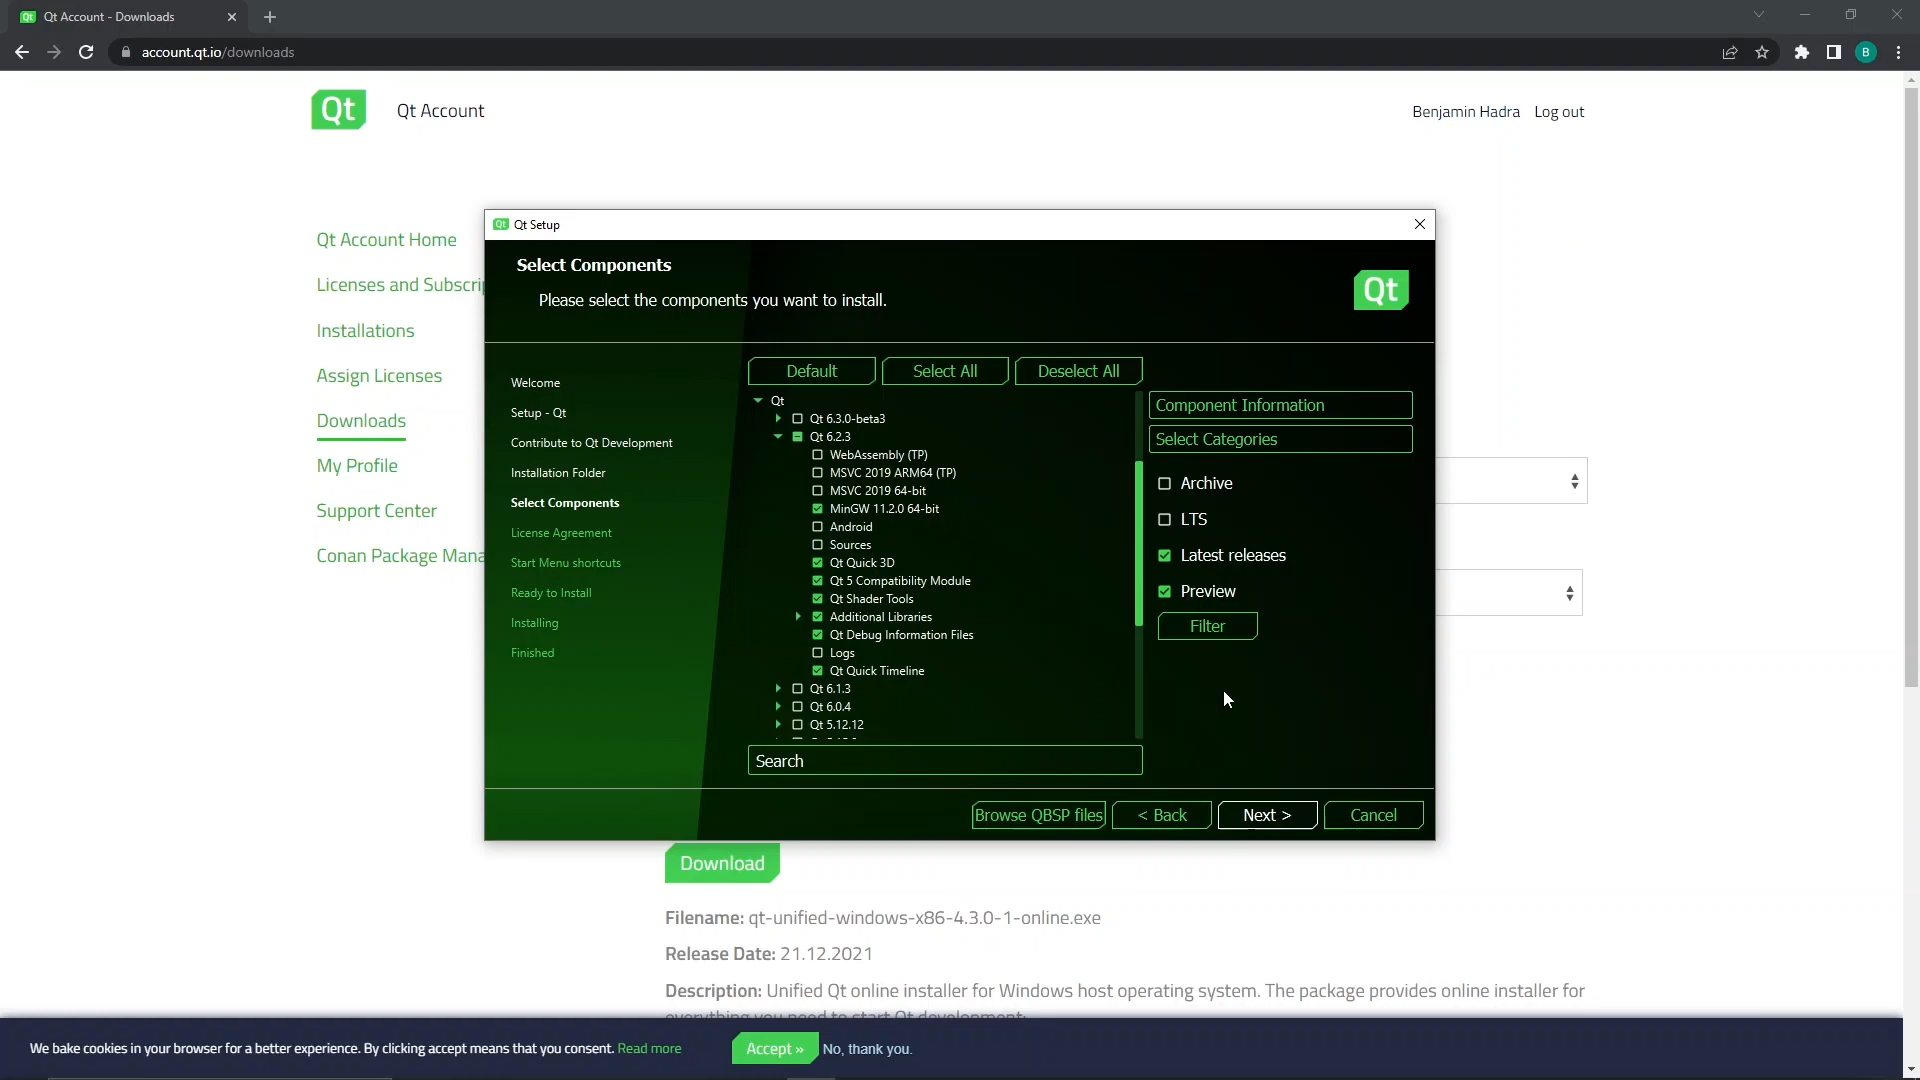 Qt Account - Downloads
account.qt.io/downloads
B
Qt
Qt Account
Benjamin Hadra
Log out
Qt Account Home
Licenses and Subscrip
Installations
Assign Licenses
Downloads
My Profile
Support Center
Conan Package Mana
Qt Setup
Select Components
Please select the components you want to install.
Qt
Welcome
Setup - Qt
Contribute to Qt Development
Installation Folder
Select Components
License Agreement
Start Menu shortcuts
Ready to Install
Installing
Finished
Default
Select All
Deselect All
Qt
Qt 6.3.0-beta3
Qt 6.2.3
WebAssembly (TP)
MSVC 2019 ARM64 (TP)
MSVC 2019 64-bit
MinGW 11.2.0 64-bit
Android
Sources
Qt Quick 3D
Qt 5 Compatibility Module
Qt Shader Tools
Additional Libraries
Qt Debug Information Files
Logs
Qt Quick Timeline
Qt 6.1.3
Qt 6.0.4
Qt 5.12.12
Search
Component Information
Select Categories
Archive
LTS
Latest releases
Preview
Filter
Browse QBSP files
< Back
Next >
Cancel
Download
Filename: qt-unified-windows-x86-4.3.0-1-online.exe
Release Date: 21.12.2021
Description: Unified Qt online installer for Windows host operating system. The package provides online installer for
everything you need to start Qt development:
We bake cookies in your browser for a better experience. By clicking accept means that you consent. Read more
Accept »
No, thank you.